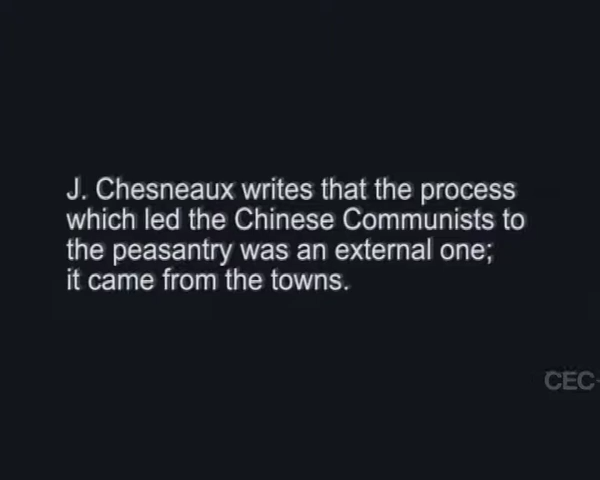 J. Chesneaux writes that the process
which led the Chinese Communists to
the peasantry was an external one;
it came from the towns.
CEC-